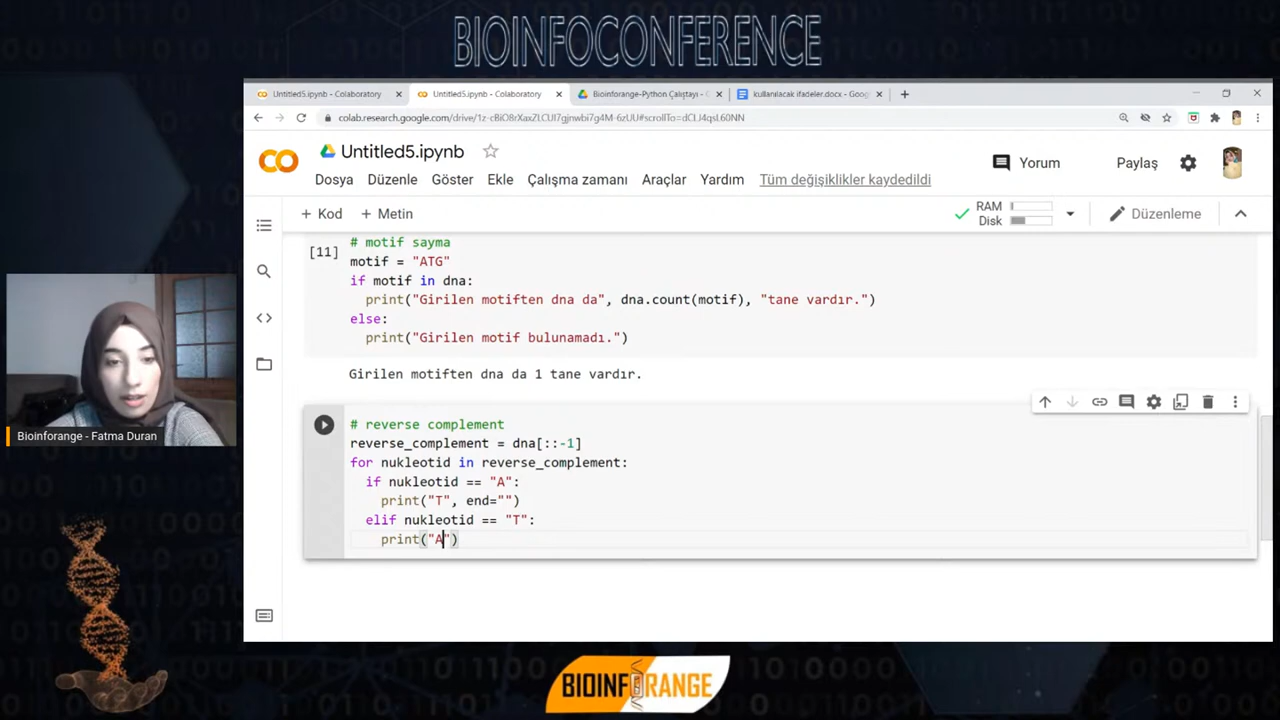 BIOINFOCONFERENCE
Untitled5.ipynb - Colaboratory
Untitled5.ipynb - Colaboratory
Bioinforange-Python Çalıştayı - G
kullanılacak ifadeler.docx - Goog
Untitled5.ipynb
Yorum
Paylaş
Dosya Düzenle Göster Ekle Çalışma zamanı Araçlar Yardım Tüm değişiklikler kaydedildi
+ Kod + Metin
RAM
Disk
Düzenleme
[11]
# motif sayma
motif = "ATG"
if motif in dna:
print("Girilen motiften dna da", dna.count(motif), "tane vardır.")
else:
print("Girilen motif bulunamadı.")
Girilen motiften dna da 1 tane vardır.
# reverse complement
reverse_complement = dna[::-1]
for nukleotid in reverse_complement:
if nukleotid == "A":
print("T", end="")
elif nukleotid == "T":
print("A")
Bioinforange - Fatma Duran
BIOINFORANGE